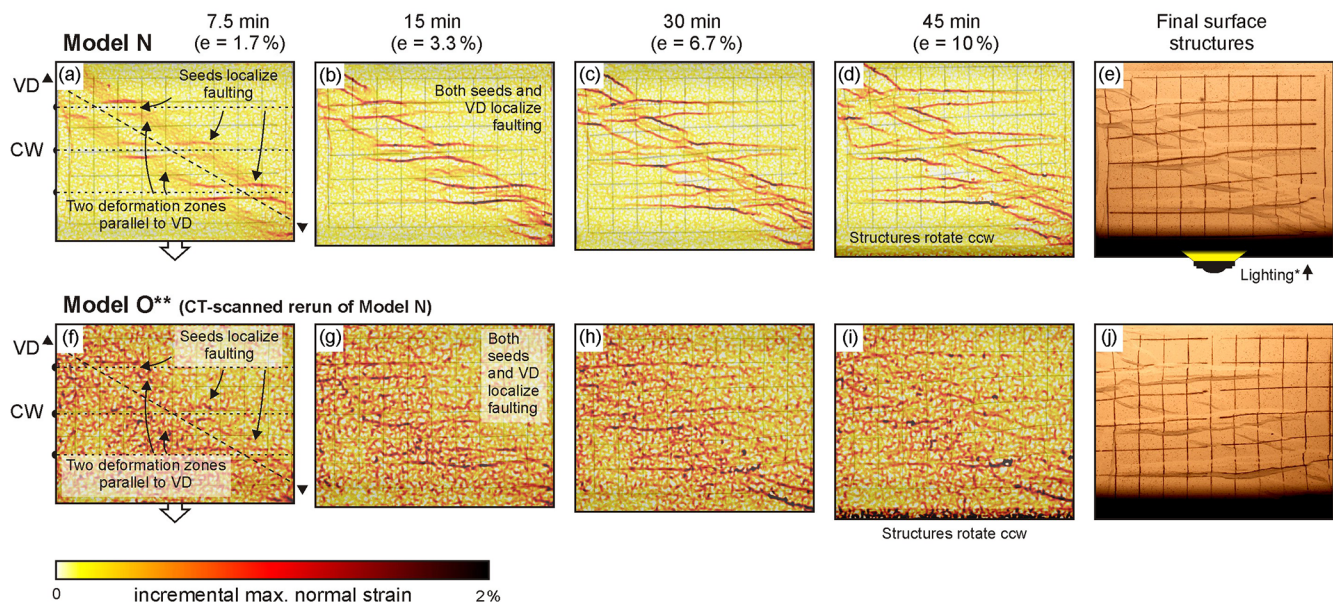 7.5 min
(e = 1.7 %)
15 min
(e = 3.3 %)
30 min
(e = 6.7 %)
45 min
(e = 10 %)
Final surface
structures
Model N
(a)
VD
CW
Seeds localize
faulting
Two deformation zones
parallel to VD
(b)
Both seeds and
VD localize
faulting
(c)
(d)
Structures rotate ccw
(e)
Lighting*
Model O** (CT-scanned rerun of Model N)
(f)
VD
CW
Seeds localize
faulting
Two deformation zones
parallel to VD
(g)
Both
seeds
and VD
localize
faulting
(h)
(i)
Structures rotate ccw
(j)
0
incremental max. normal strain
2 %